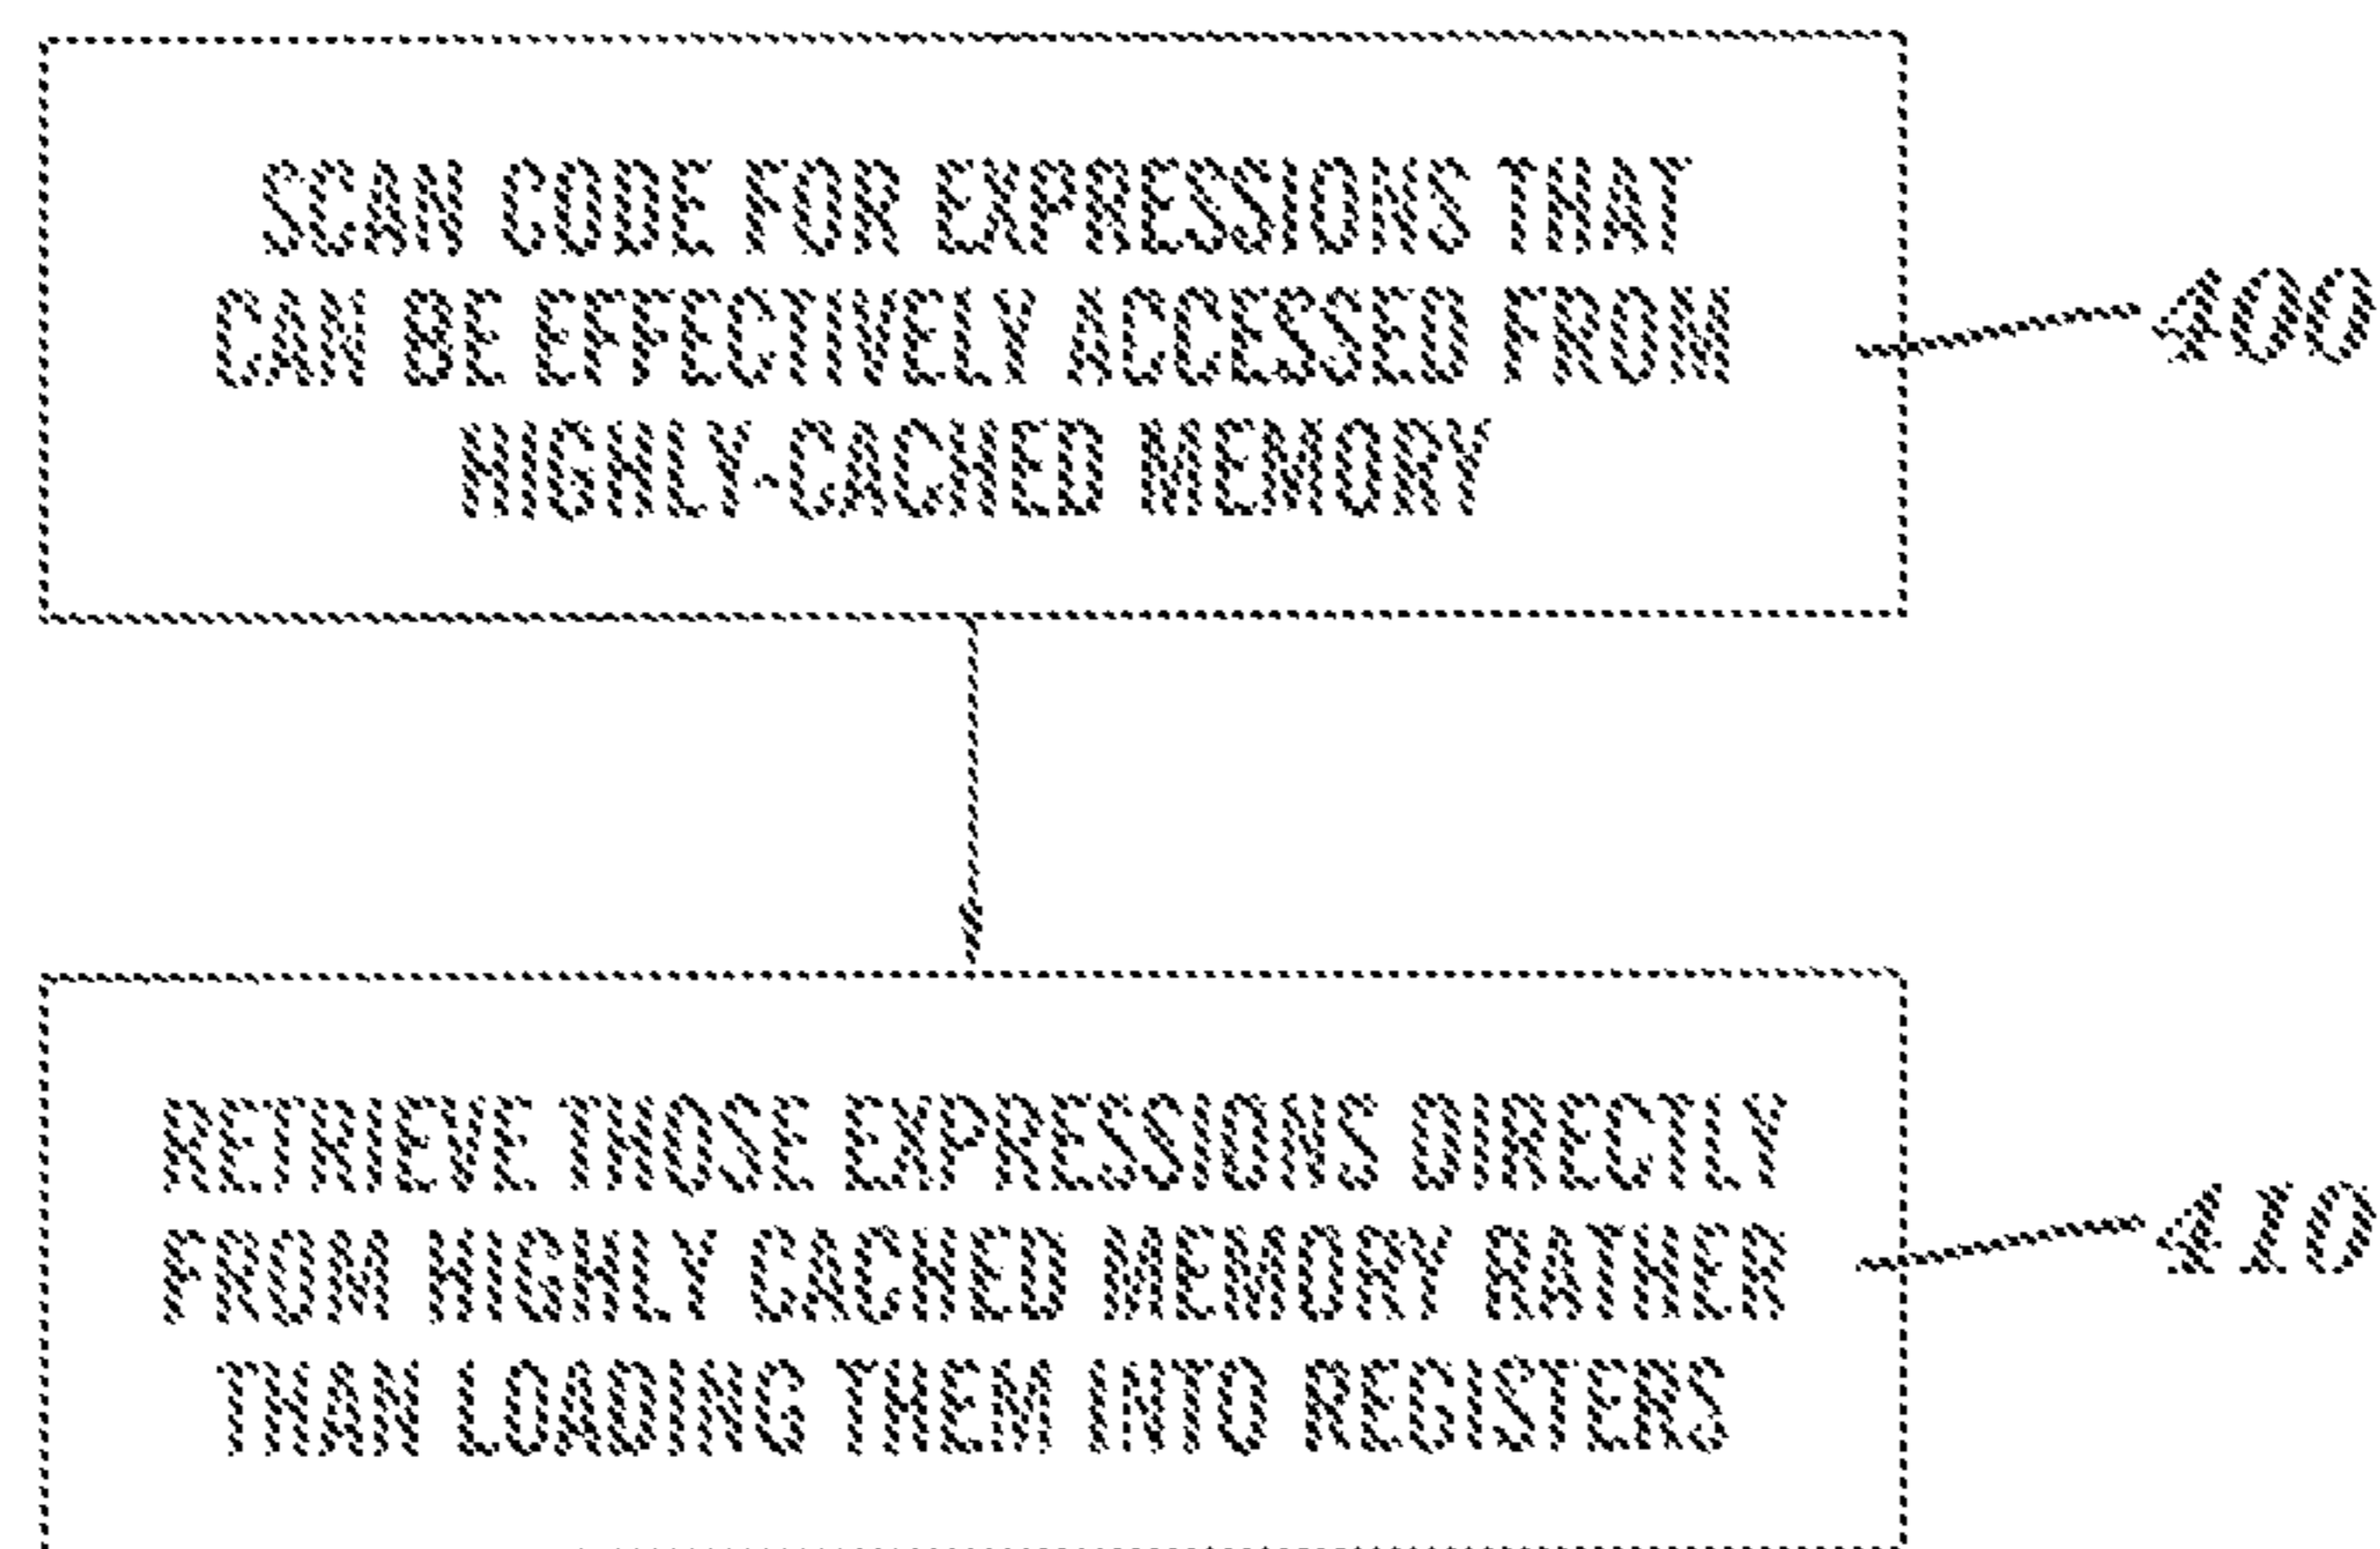 SCAN CODE FOR EXPRESSIONS THAT
CAN BE EFFECTIVELY ACCESSED FROM
HIGHLY-CACHED MEMORY
400
RETRIEVE THOSE EXPRESSIONS DIRECTLY
FROM HIGHLY CACHED MEMORY RATHER
THAN LOADING THEM INTO REGISTERS
410